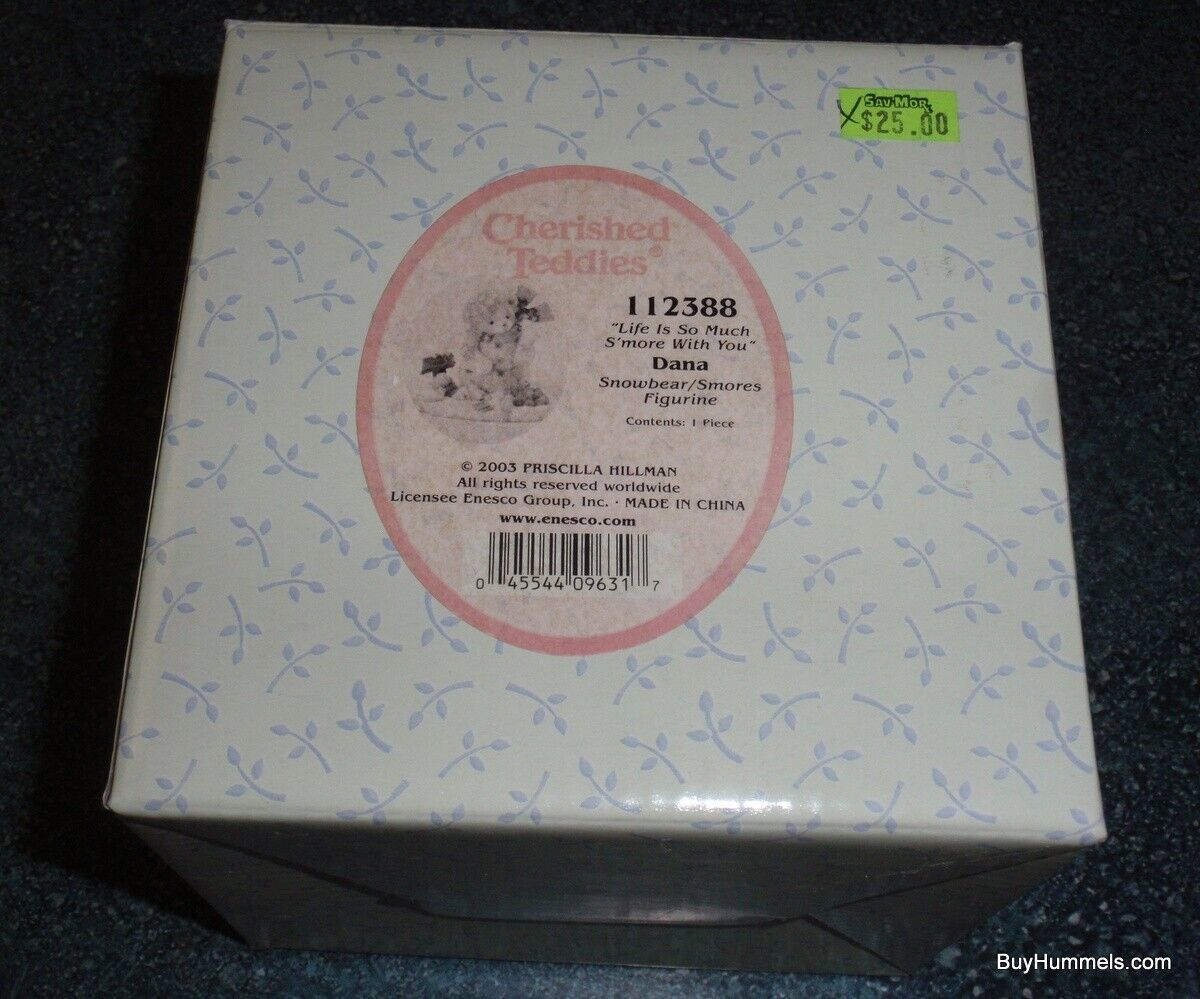 SAV-MOR
X $25.00
Cherished
Teddies®
112388
"Life Is So Much
S'more With You"
Dana
Snowbear/Smores
Figurine
Contents: 1 Piece
© 2003 PRISCILLA HILLMAN
All rights reserved worldwide
Licensee Enesco Group, Inc. · MADE IN CHINA
www.enesco.com
0 45544 09631 7
BuyHummels.com